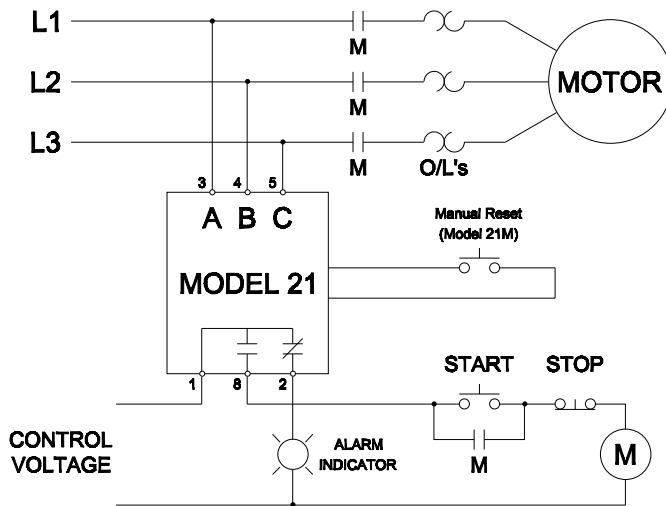 L1
M
L2
MOTOR
M
L3
M
O/L's
3 4 5
A B C
Manual Reset
(Model 21M)
MODEL 21
1 8 2
START STOP
CONTROL
VOLTAGE
ALARM
INDICATOR
M
M